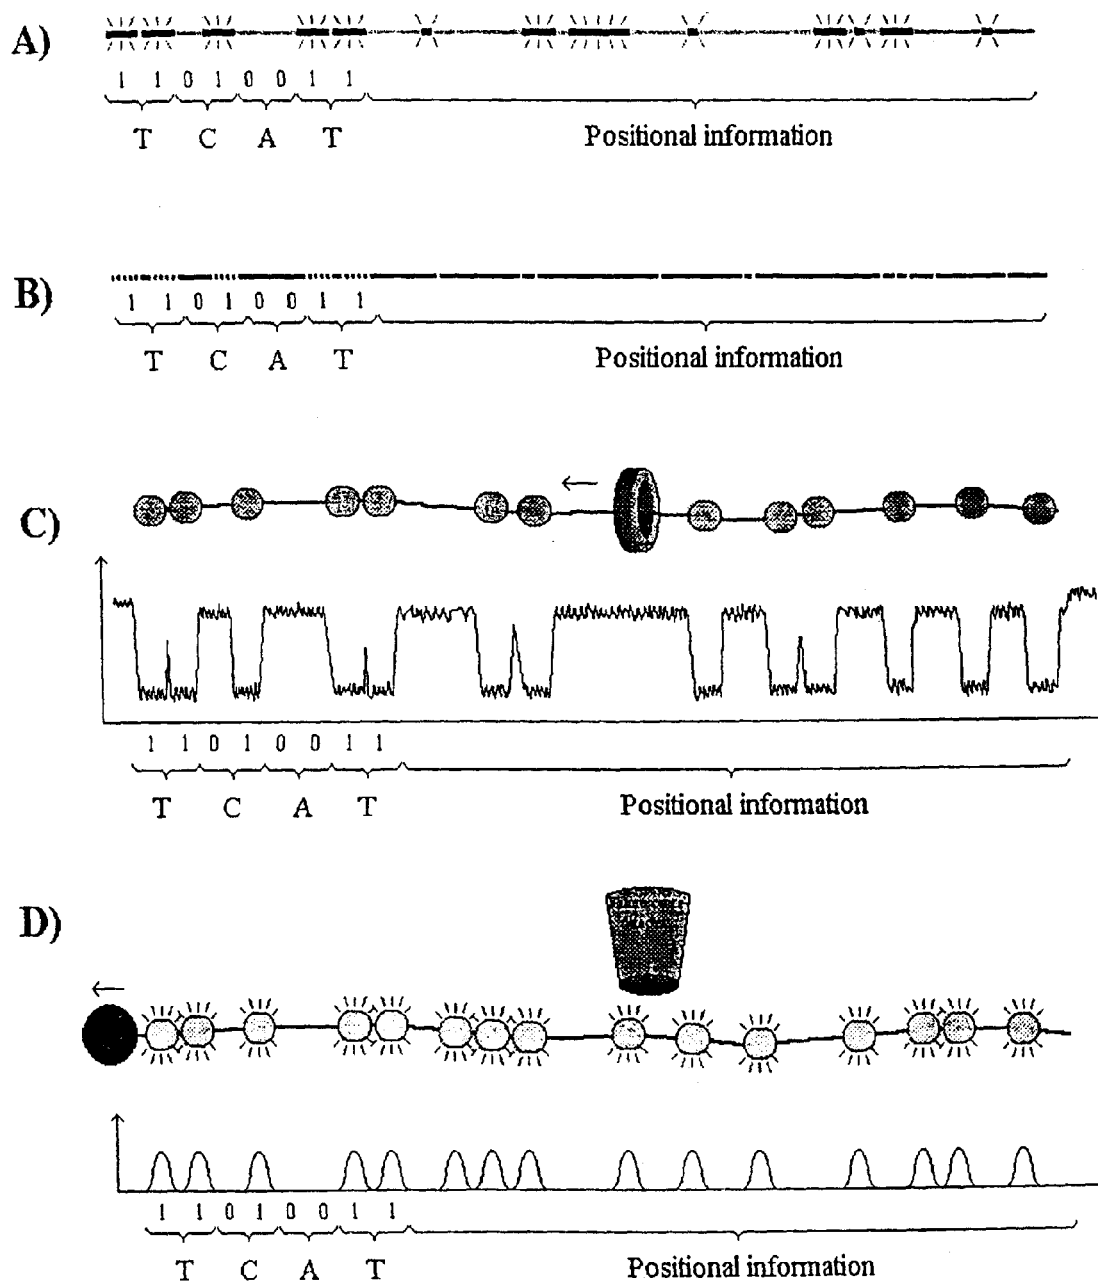 A)
1 1 0 1 0 0 1 1
T C A T Positional information
B)
1 1 0 1 0 0 1 1
T C A T Positional information
C)
1 1 0 1 0 0 1 1
T C A T Positional information
D)
1 1 0 1 0 0 1 1
T C A T Positional information